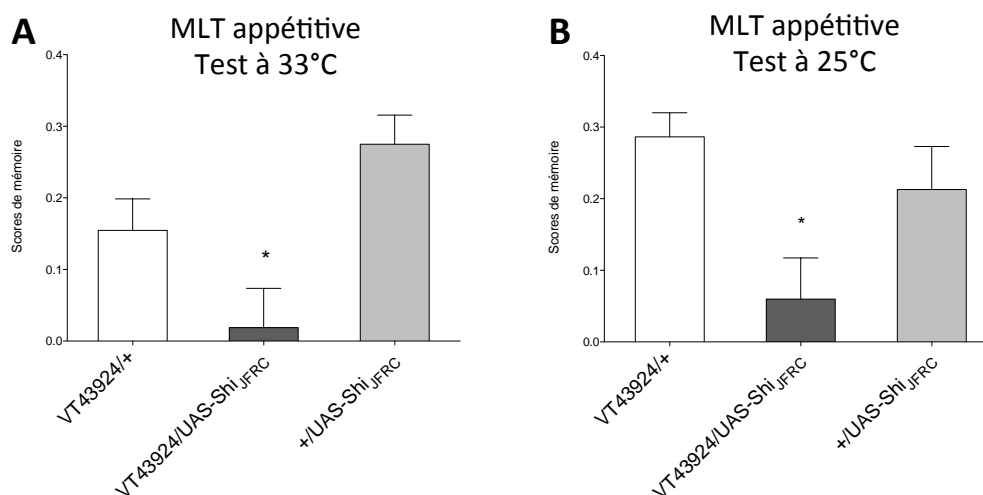 A
MLT appétitive
Test à 33°C
Scores de mémoire
0.4
0.3
0.2
0.1
0.0
*
VT43924/+
VT43924/UAS-Shi JFRC
+/UAS-Shi JFRC
B
MLT appétitive
Test à 25°C
Scores de mémoire
0.4
0.3
0.2
0.1
0.0
*
VT43924/+
VT43924/UAS-Shi JFRC
+/UAS-Shi JFRC